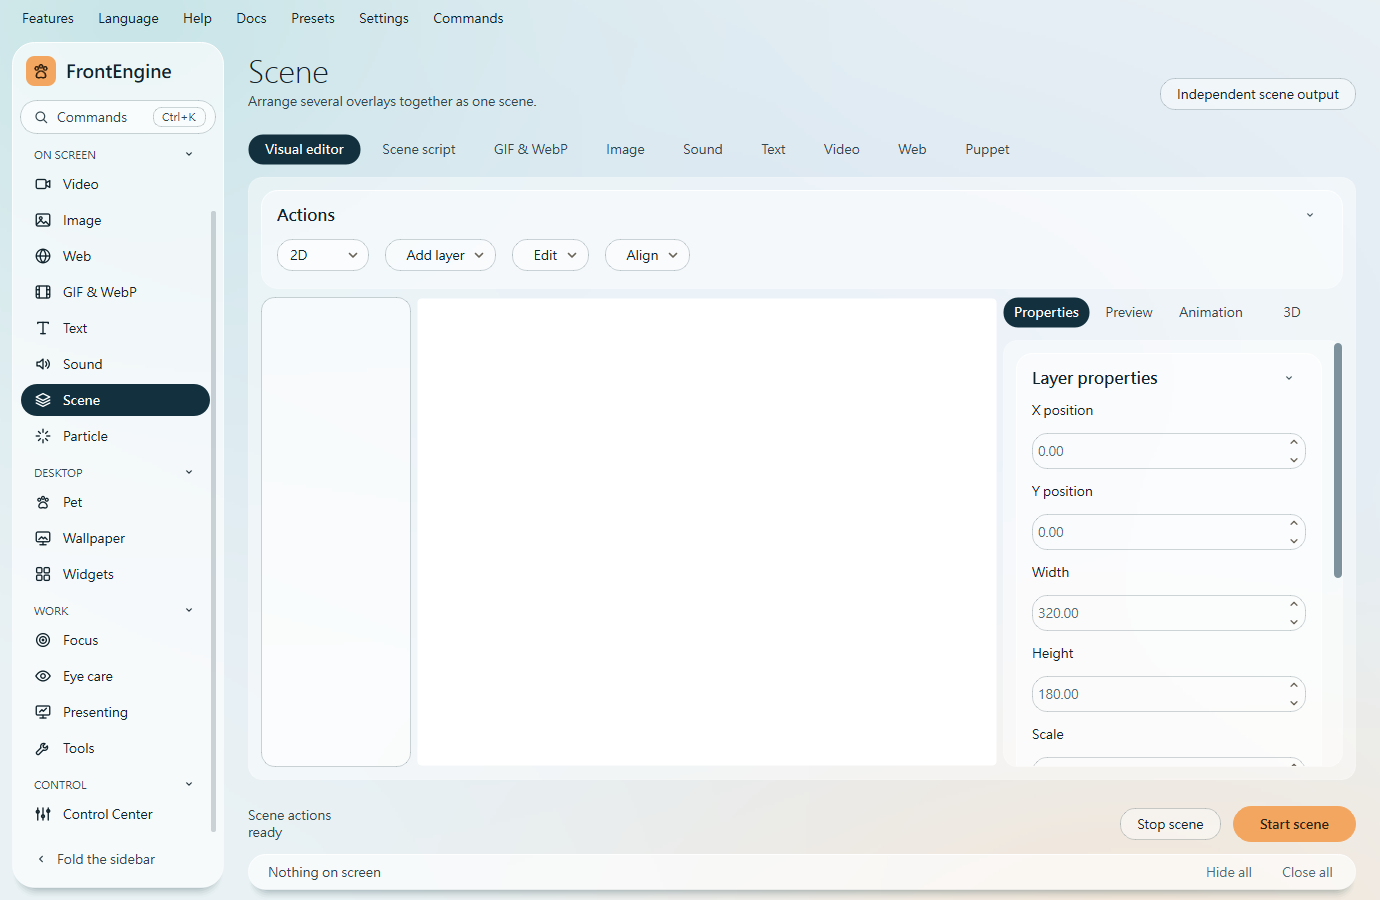 Features Language Help Docs Presets Settings Commands
FrontEngine
Commands Ctrl+K
ON SCREEN
Video
Image
Web
GIF & WebP
Text
Sound
Scene
Particle
DESKTOP
Pet
Wallpaper
Widgets
WORK
Focus
Eye care
Presenting
Tools
CONTROL
Control Center
Fold the sidebar
Scene
Arrange several overlays together as one scene.
Independent scene output
Visual editor Scene script GIF & WebP Image Sound Text Video Web Puppet
Actions
2D Add layer Edit Align
Properties Preview Animation 3D
Layer properties
X position
0.00
Y position
0.00
Width
320.00
Height
180.00
Scale
Scene actions
ready
Stop scene Start scene
Nothing on screen Hide all Close all